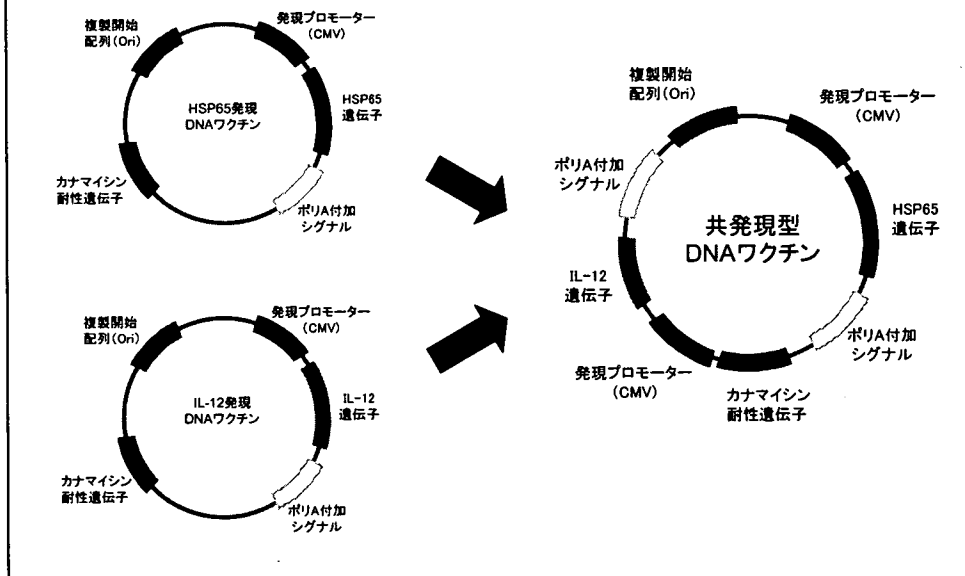 複製開始
配列(Ori)
発現プロモーター
(CMV)
HSP65発現
DNAワクチン
HSP65
遺伝子
カナマイシン
耐性遺伝子
ポリA付加
シグナル
複製開始
配列(Ori)
発現プロモーター
(CMV)
IL-12発現
DNAワクチン
IL-12
遺伝子
カナマイシン
耐性遺伝子
ポリA付加
シグナル
複製開始
配列(Ori)
発現プロモーター
(CMV)
ポリA付加
シグナル
共発現型
DNAワクチン
HSP65
遺伝子
IL-12
遺伝子
ポリA付加
シグナル
発現プロモーター
(CMV)
カナマイシン
耐性遺伝子